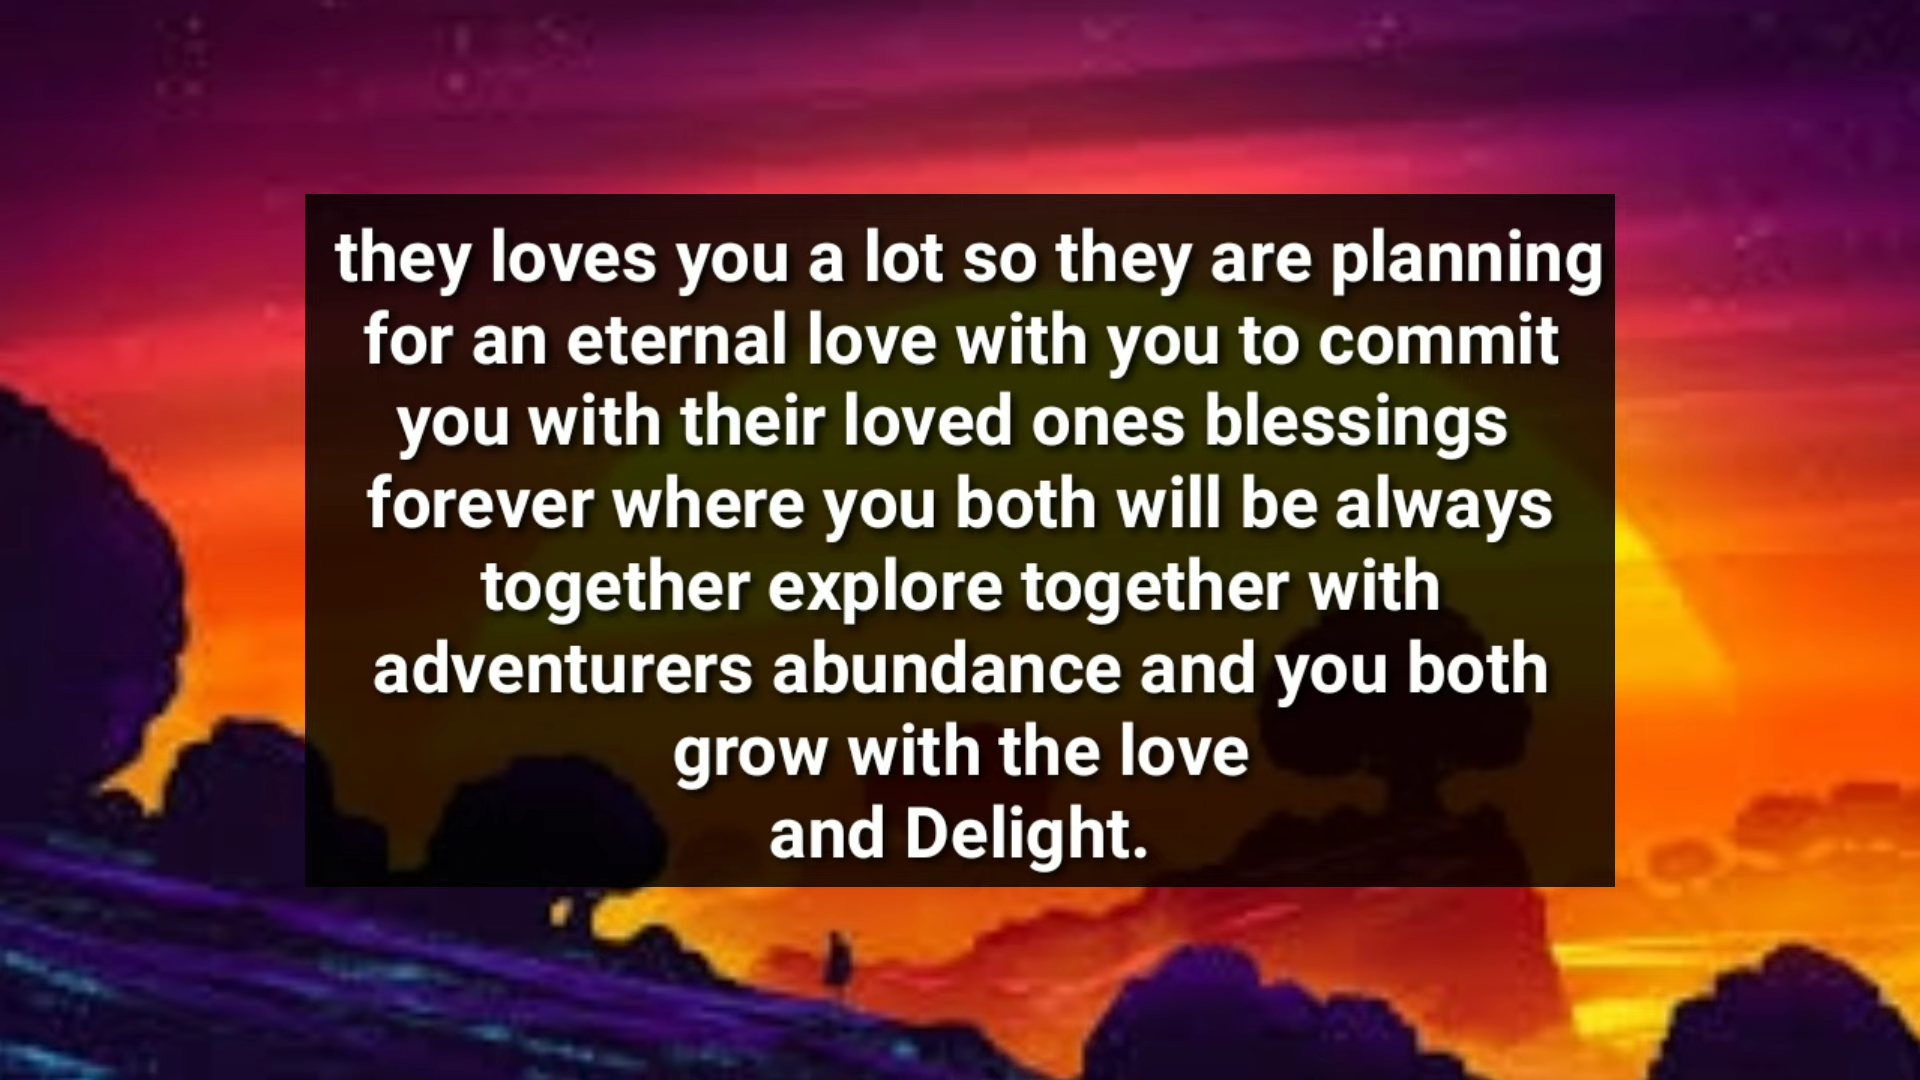 they loves you a lot so they are planning
for an eternal love with you to commit
you with their loved ones blessings
forever where you both will be always
together explore together with
adventurers abundance and you both
grow with the love
and Delight.